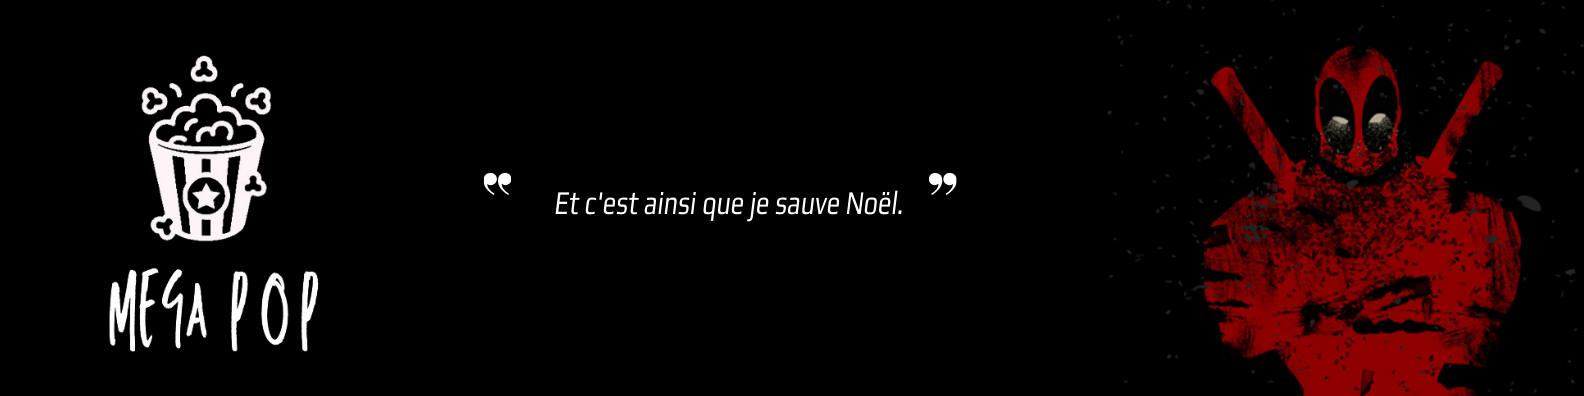 MEGA POP
❞ Et c'est ainsi que je sauve Noël. ❞